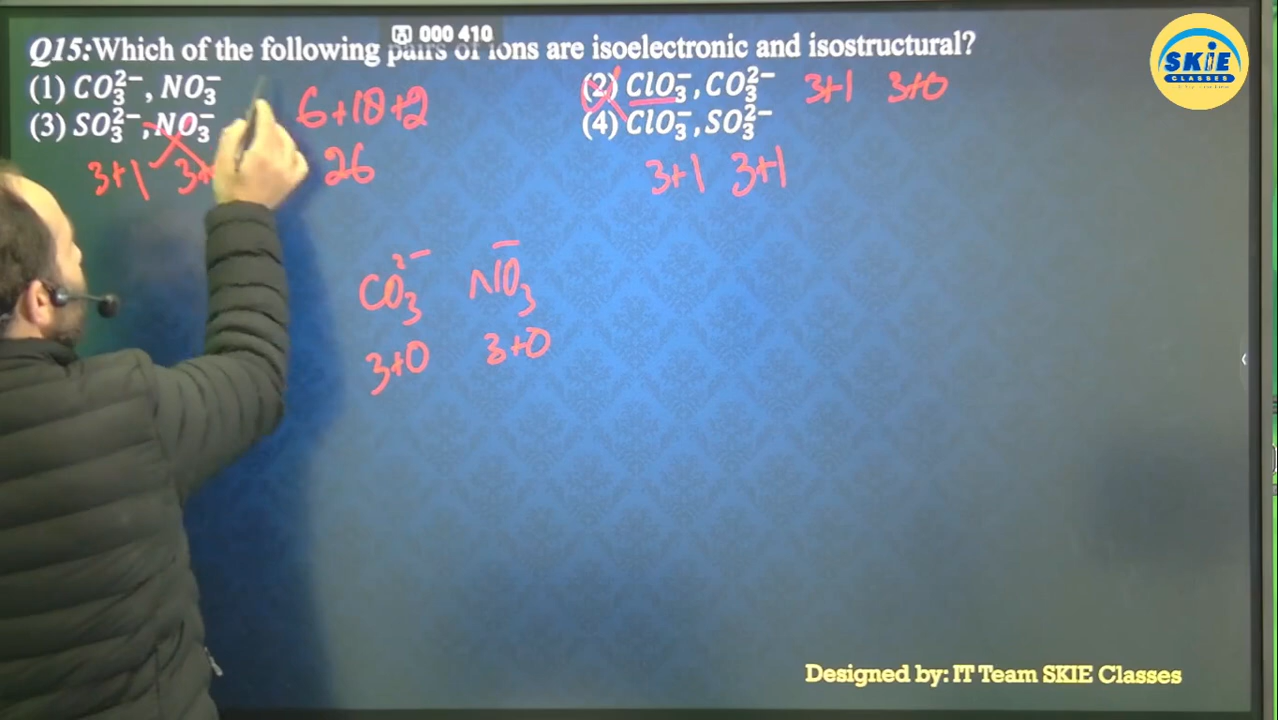 000 410
Q15:Which of the following pairs of ions are isoelectronic and isostructural?
(1) CO₃²⁻, NO₃⁻
(2) ClO₃⁻, CO₃²⁻ 3+1 3+0
(3) SO₃²⁻, NO₃⁻
(4) ClO₃⁻, SO₃²⁻
6+18+2
26
3+1
3+1 3+1
CO₃²⁻ NO₃⁻
3+0 3+0
SKiE
CLASSES
Designed by: IT Team SKIE Classes